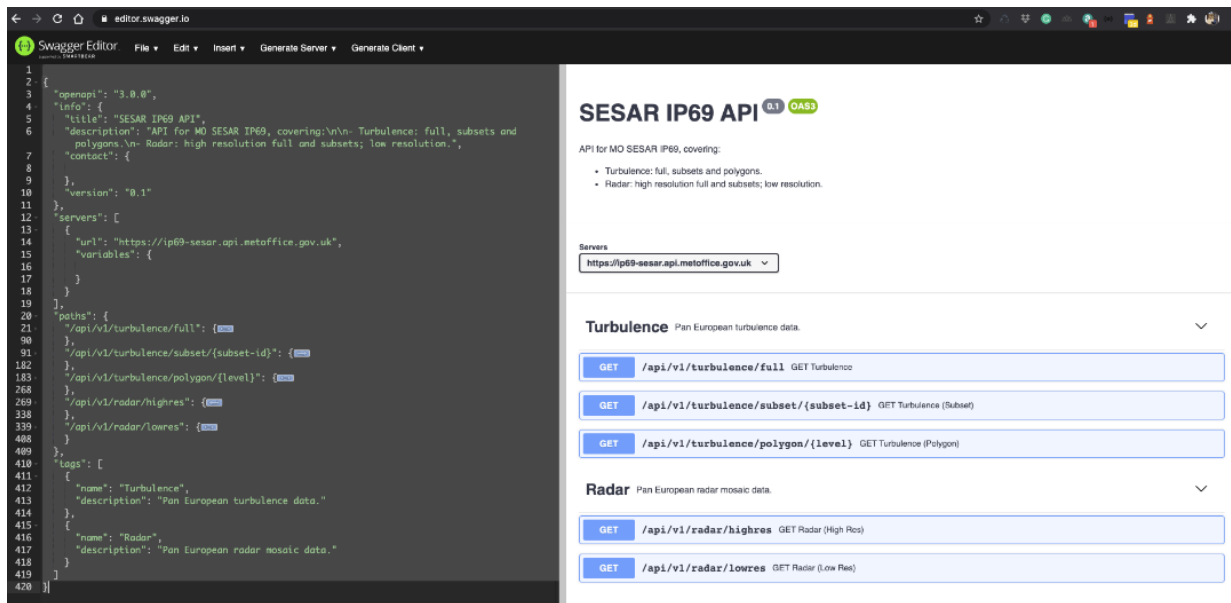 editor.swagger.io
Swagger Editor
File ▾ Edit ▾ Insert ▾ Generate Server ▾ Generate Client ▾
1
2 {
3 "openapi": "3.0.0",
4 "info": {
5 "title": "SESAR IP69 API",
6 "description": "API for MO SESAR IP69, covering:\n\n- Turbulence: full, subsets and
polygons.\n- Radar: high resolution full and subsets; low resolution.",
7 "contact": {
8
9 },
10 "version": "0.1"
11 },
12 "servers": [
13 {
14 "url": "https://ip69-sesar.api.metoffice.gov.uk",
15 "variables": {
16
17 }
18 }
19 ],
20 "paths": {
21 "/api/v1/turbulence/full": {
90 },
91 "/api/v1/turbulence/subset/{subset-id}": {
182 },
183 "/api/v1/turbulence/polygon/{level}": {
268 },
269 "/api/v1/radar/highres": {
338 },
339 "/api/v1/radar/lowres": {
408 }
409 },
410 "tags": [
411 {
412 "name": "Turbulence",
413 "description": "Pan European turbulence data."
414 },
415 {
416 "name": "Radar",
417 "description": "Pan European radar mosaic data."
418 }
419 ]
420 }
SESAR IP69 API 0.1 OAS3
API for MO SESAR IP69, covering:
• Turbulence: full, subsets and polygons.
• Radar: high resolution full and subsets; low resolution.
Servers
https://ip69-sesar.api.metoffice.gov.uk
Turbulence Pan European turbulence data.
GET /api/v1/turbulence/full GET Turbulence
GET /api/v1/turbulence/subset/{subset-id} GET Turbulence (Subset)
GET /api/v1/turbulence/polygon/{level} GET Turbulence (Polygon)
Radar Pan European radar mosaic data.
GET /api/v1/radar/highres GET Radar (High Res)
GET /api/v1/radar/lowres GET Radar (Low Res)